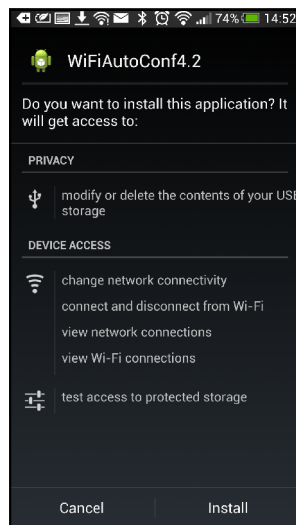 74% 14:52
WiFiAutoConf4.2
Do you want to install this application? It
will get access to:
PRIVACY
modify or delete the contents of your USB
storage
DEVICE ACCESS
change network connectivity
connect and disconnect from Wi-Fi
view network connections
view Wi-Fi connections
test access to protected storage
Cancel Install